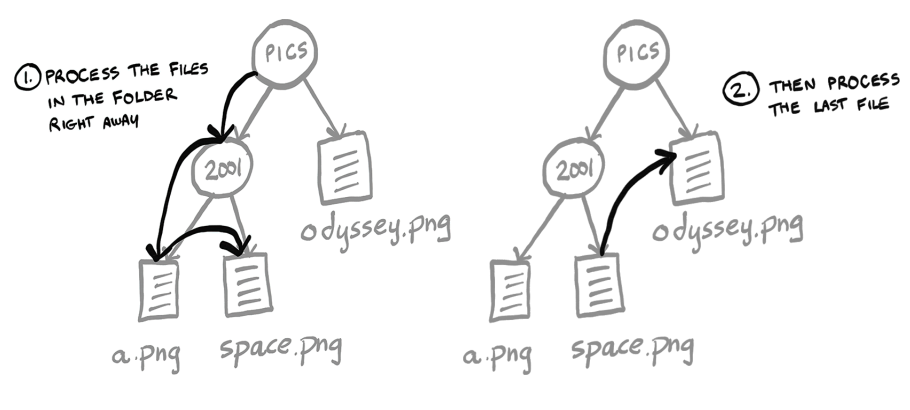 PICS
1. PROCESS THE FILES
IN THE FOLDER
RIGHT AWAY
2001
odyssey.png
a.png
space.png
PICS
2. THEN PROCESS
THE LAST FILE
2001
odyssey.png
a.png
space.png